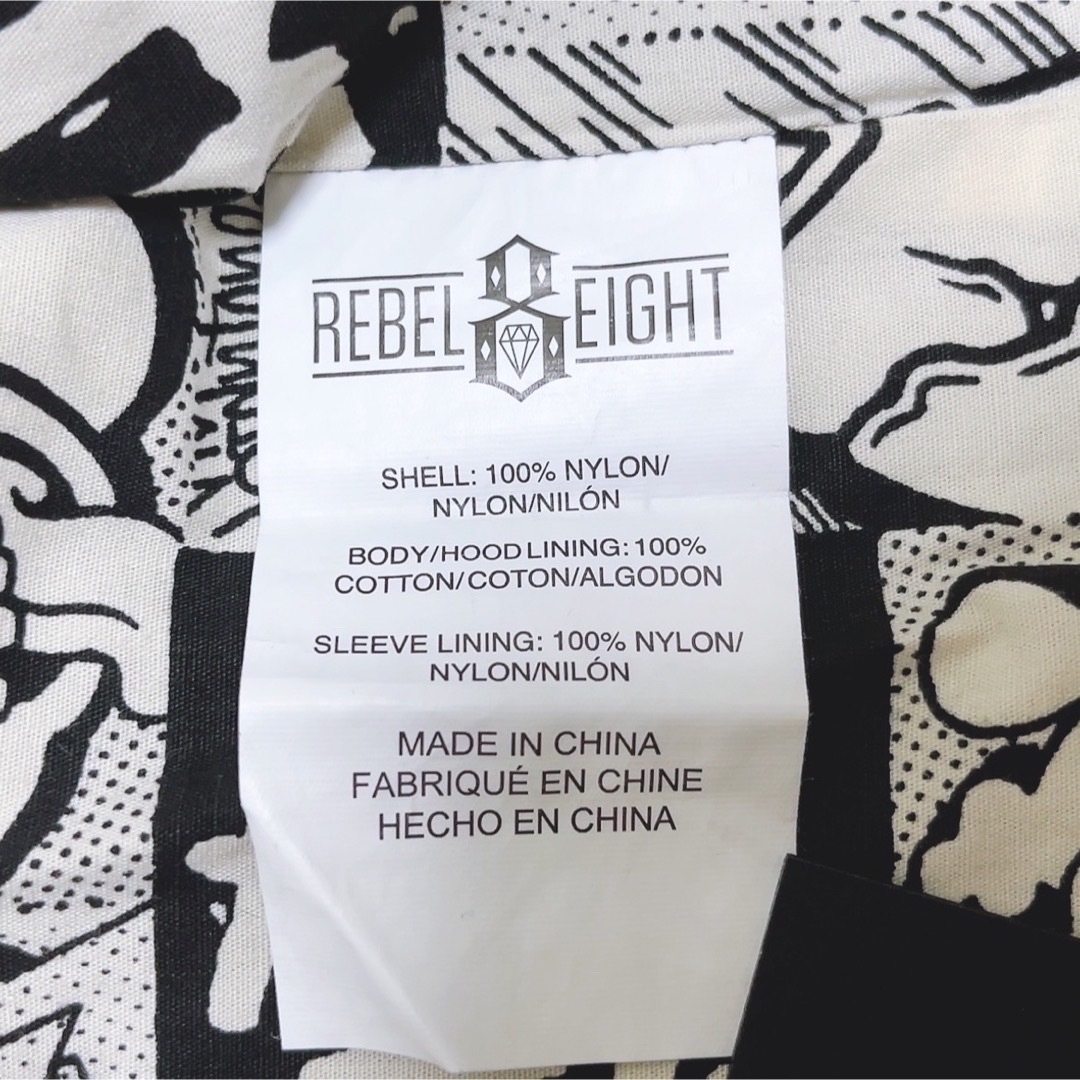 REBEL 8 EIGHT
SHELL: 100% NYLON/
NYLON/NILÓN
BODY/HOOD LINING: 100%
COTTON/COTON/ALGODON
SLEEVE LINING: 100% NYLON/
NYLON/NILÓN
MADE IN CHINA
FABRIQUÉ EN CHINE
HECHO EN CHINA